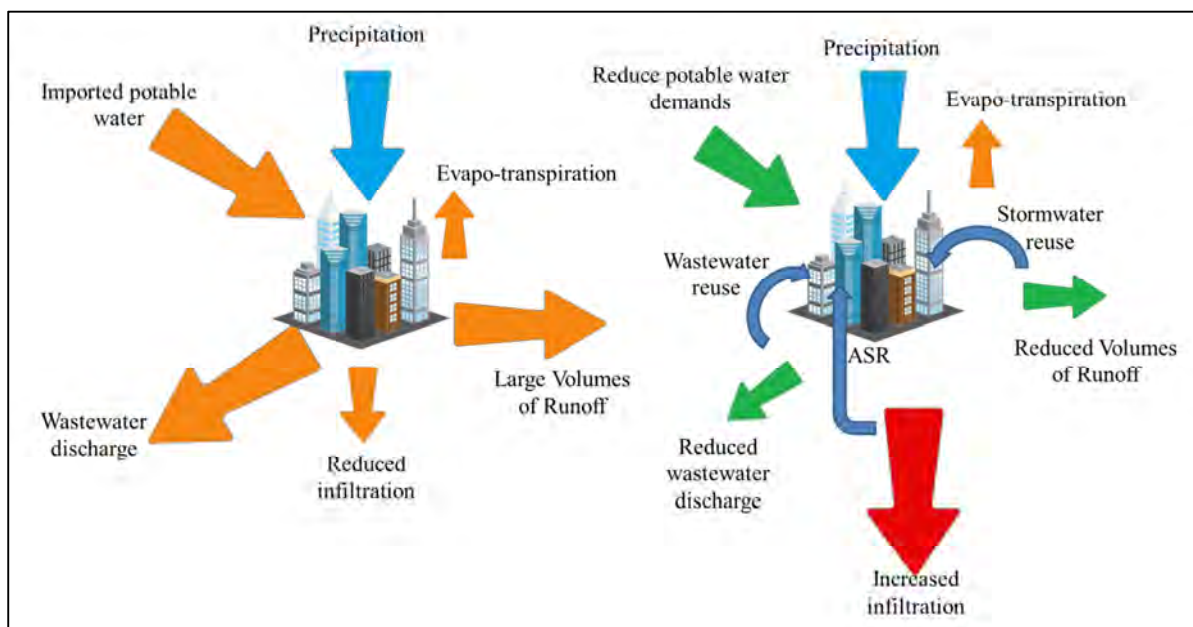 Precipitation
Imported potable
water
Evapo-transpiration
Large Volumes
of Runoff
Wastewater
discharge
Reduced
infiltration
Precipitation
Reduce potable water
demands
Evapo-transpiration
Stormwater
reuse
Wastewater
reuse
ASR
Reduced Volumes
of Runoff
Reduced
wastewater
discharge
Increased
infiltration